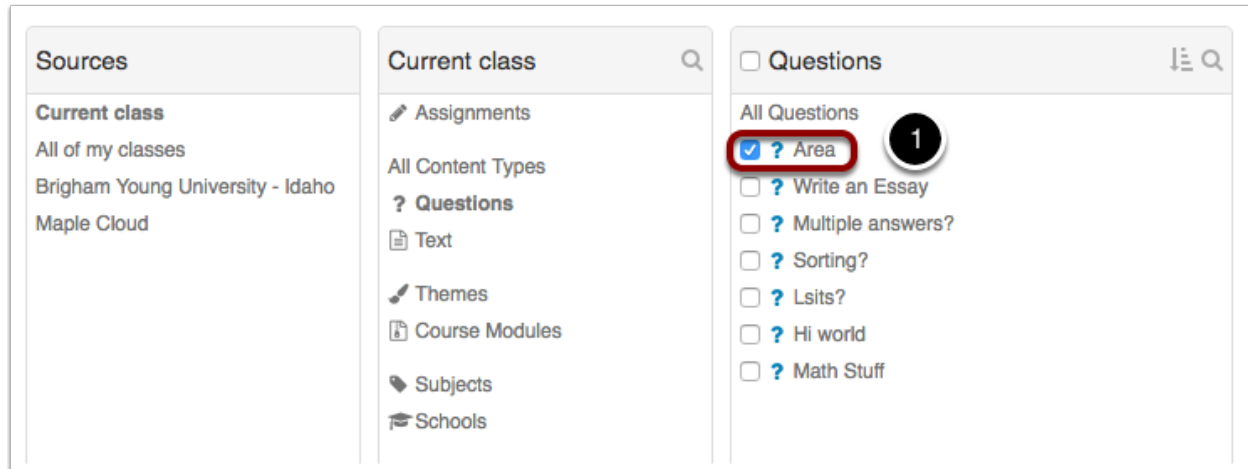 Sources
Current class
All of my classes
Brigham Young University - Idaho
Maple Cloud
Current class
Assignments
All Content Types
? Questions
Text
Themes
Course Modules
Subjects
Schools
Questions
All Questions
? Area
1
? Write an Essay
? Multiple answers?
? Sorting?
? Lsits?
? Hi world
? Math Stuff